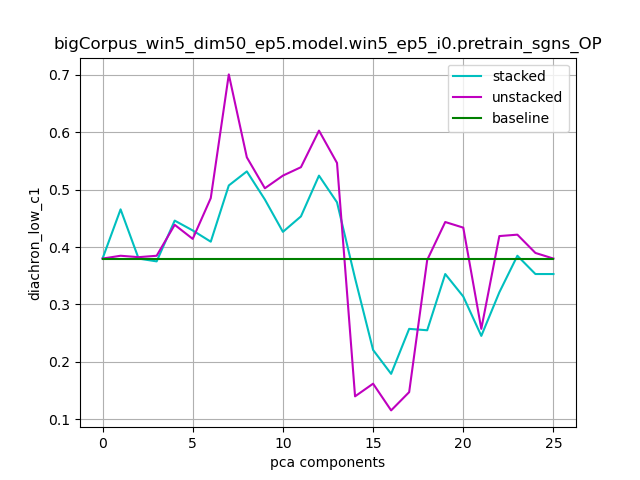 bigCorpus_win5_dim50_ep5.model.win5_ep5_i0.pretrain_sgns_OP
stacked
unstacked
baseline
0.7
0.6
0.5
0.4
0.3
0.2
0.1
diachron_low_c1
0 5 10 15 20 25
pca components